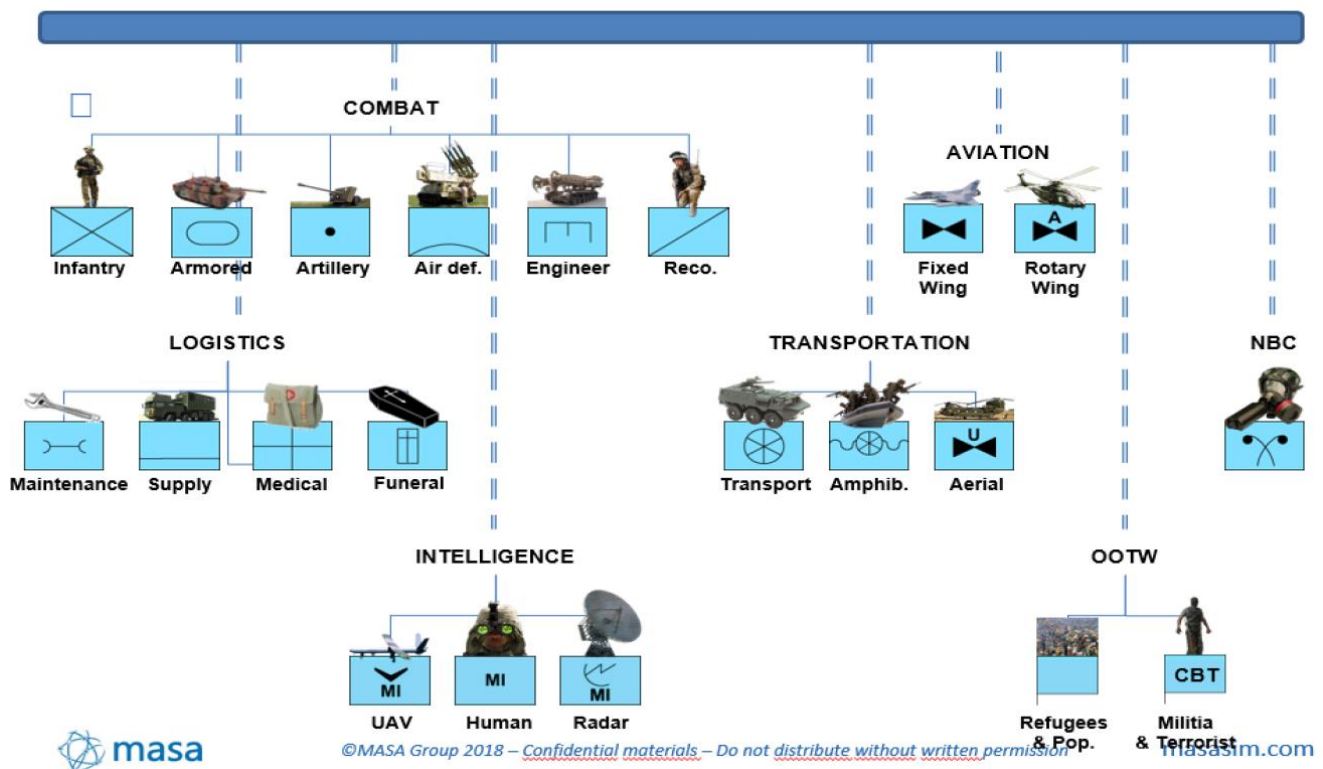 COMBAT
AVIATION
A
Infantry Armored Artillery Air def. Engineer Reco.
Fixed Wing
Rotary Wing
LOGISTICS
TRANSPORTATION
NBC
U
Maintenance Supply Medical Funeral
Transport Amphib. Aerial
INTELLIGENCE
OOTW
MI
MI
MI
CBT
UAV Human Radar
Refugees & Pop.
Militia & Terrorist
masa
©MASA Group 2018 – Confidential materials – Do not distribute without written permission
masasim.com